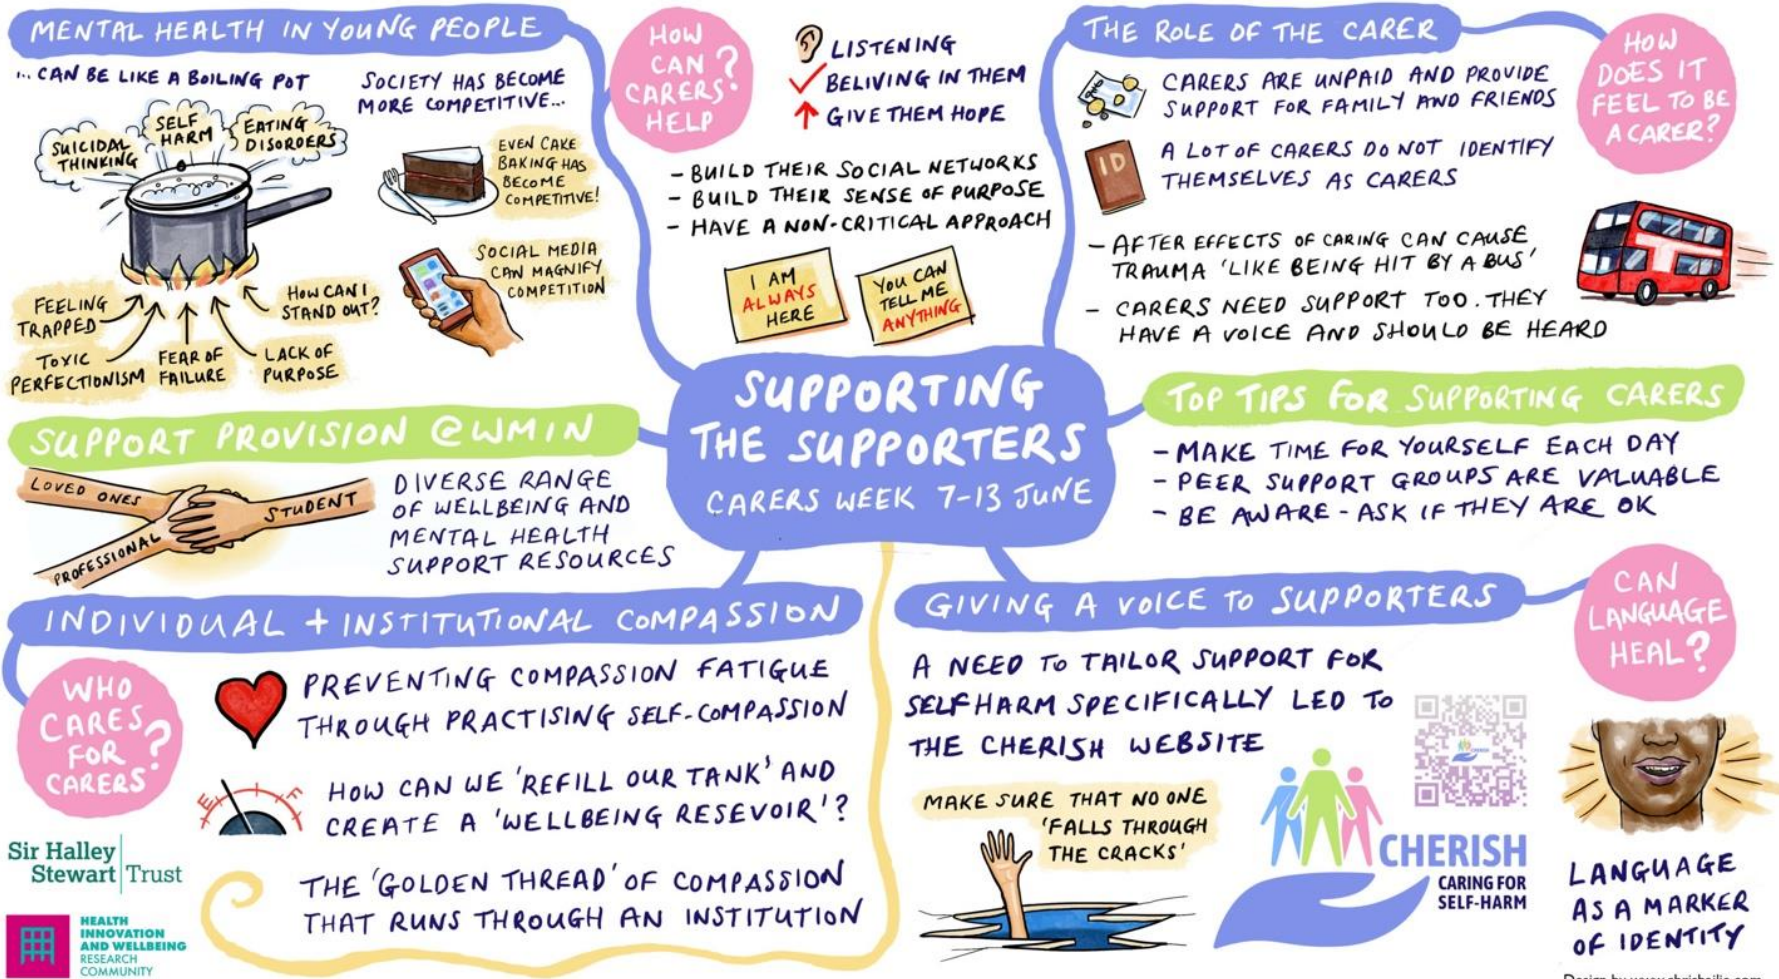 MENTAL HEALTH IN YOUNG PEOPLE
... CAN BE LIKE A BOILING POT
SUICIDAL
THINKING
SELF
HARM
EATING
DISORDERS
FEELING
TRAPPED
TOXIC
PERFECTIONISM
FEAR OF
FAILURE
LACK OF
PURPOSE
HOW CAN I
STAND OUT?
SOCIETY HAS BECOME
MORE COMPETITIVE...
EVEN CAKE
BAKING HAS
BECOME
COMPETITIVE!
SOCIAL MEDIA
CAN MAGNIFY
COMPETITION
HOW
CAN
CARERS
HELP
?
LISTENING
BELIVING IN THEM
GIVE THEM HOPE
- BUILD THEIR SOCIAL NETWORKS
- BUILD THEIR SENSE OF PURPOSE
- HAVE A NON-CRITICAL APPROACH
I AM
ALWAYS
HERE
YOU CAN
TELL ME
ANYTHING
THE ROLE OF THE CARER
HOW
DOES IT
FEEL TO BE
A CARER?
CARERS ARE UNPAID AND PROVIDE
SUPPORT FOR FAMILY AND FRIENDS
ID
A LOT OF CARERS DO NOT IDENTIFY
THEMSELVES AS CARERS
- AFTER EFFECTS OF CARING CAN CAUSE
TRAUMA 'LIKE BEING HIT BY A BUS'
- CARERS NEED SUPPORT TOO. THEY
HAVE A VOICE AND SHOULD BE HEARD
SUPPORTING
THE SUPPORTERS
CARERS WEEK 7-13 JUNE
SUPPORT PROVISION @WMIN
LOVED ONES
STUDENT
PROFESSIONAL
DIVERSE RANGE
OF WELLBEING AND
MENTAL HEALTH
SUPPORT RESOURCES
TOP TIPS FOR SUPPORTING CARERS
- MAKE TIME FOR YOURSELF EACH DAY
- PEER SUPPORT GROUPS ARE VALUABLE
- BE AWARE - ASK IF THEY ARE OK
INDIVIDUAL + INSTITUTIONAL COMPASSION
WHO
CARES
FOR
CARERS
?
PREVENTING COMPASSION FATIGUE
THROUGH PRACTISING SELF-COMPASSION
E F
HOW CAN WE 'REFILL OUR TANK' AND
CREATE A 'WELLBEING RESEVOIR'?
THE 'GOLDEN THREAD' OF COMPASSION
THAT RUNS THROUGH AN INSTITUTION
Sir Halley
Stewart Trust
HEALTH
INNOVATION
AND WELLBEING
RESEARCH
COMMUNITY
GIVING A VOICE TO SUPPORTERS
A NEED TO TAILOR SUPPORT FOR
SELF HARM SPECIFICALLY LED TO
THE CHERISH WEBSITE
MAKE SURE THAT NO ONE
'FALLS THROUGH
THE CRACKS'
CHERISH
CARING FOR
SELF-HARM
CAN
LANGUAGE
HEAL?
LANGUAGE
AS A MARKER
OF IDENTITY